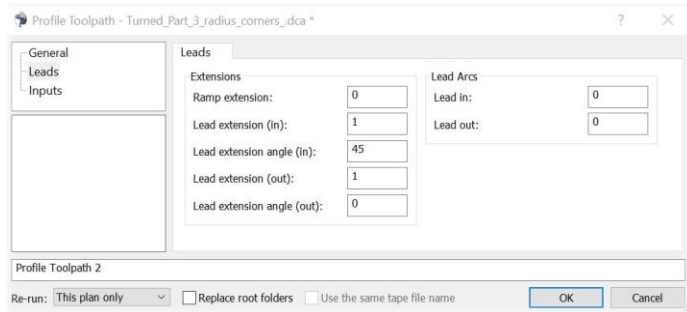 Profile Toolpath - Turned_Part_3_radius_corners_.dca *
?
General
Leads
Inputs
Leads
Extensions
Ramp extension: 0
Lead extension (in): 1
Lead extension angle (in): 45
Lead extension (out): 1
Lead extension angle (out): 0
Lead Arcs
Lead in: 0
Lead out: 0
Profile Toolpath 2
Re-run: This plan only Replace root folders Use the same tape file name OK Cancel